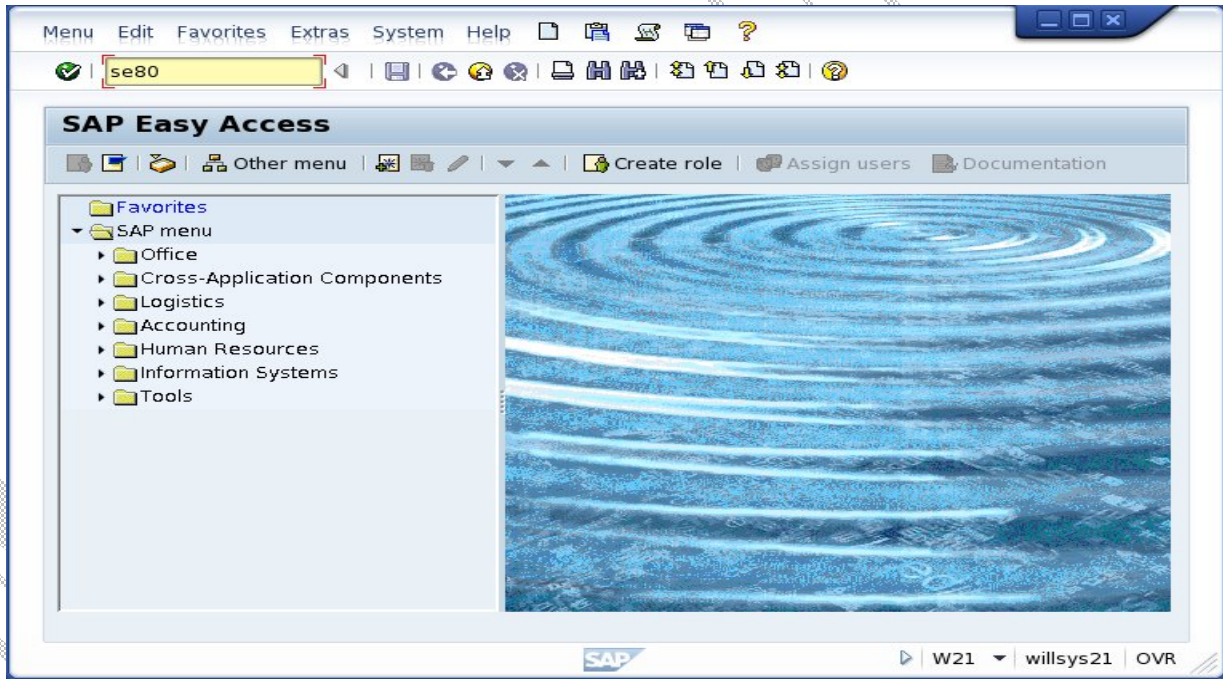 Menu Edit Favorites Extras System Help
se80
SAP Easy Access
Other menu Create role Assign users Documentation
Favorites
SAP menu
Office
Cross-Application Components
Logistics
Accounting
Human Resources
Information Systems
Tools
SAP W21 willsys21 OVR